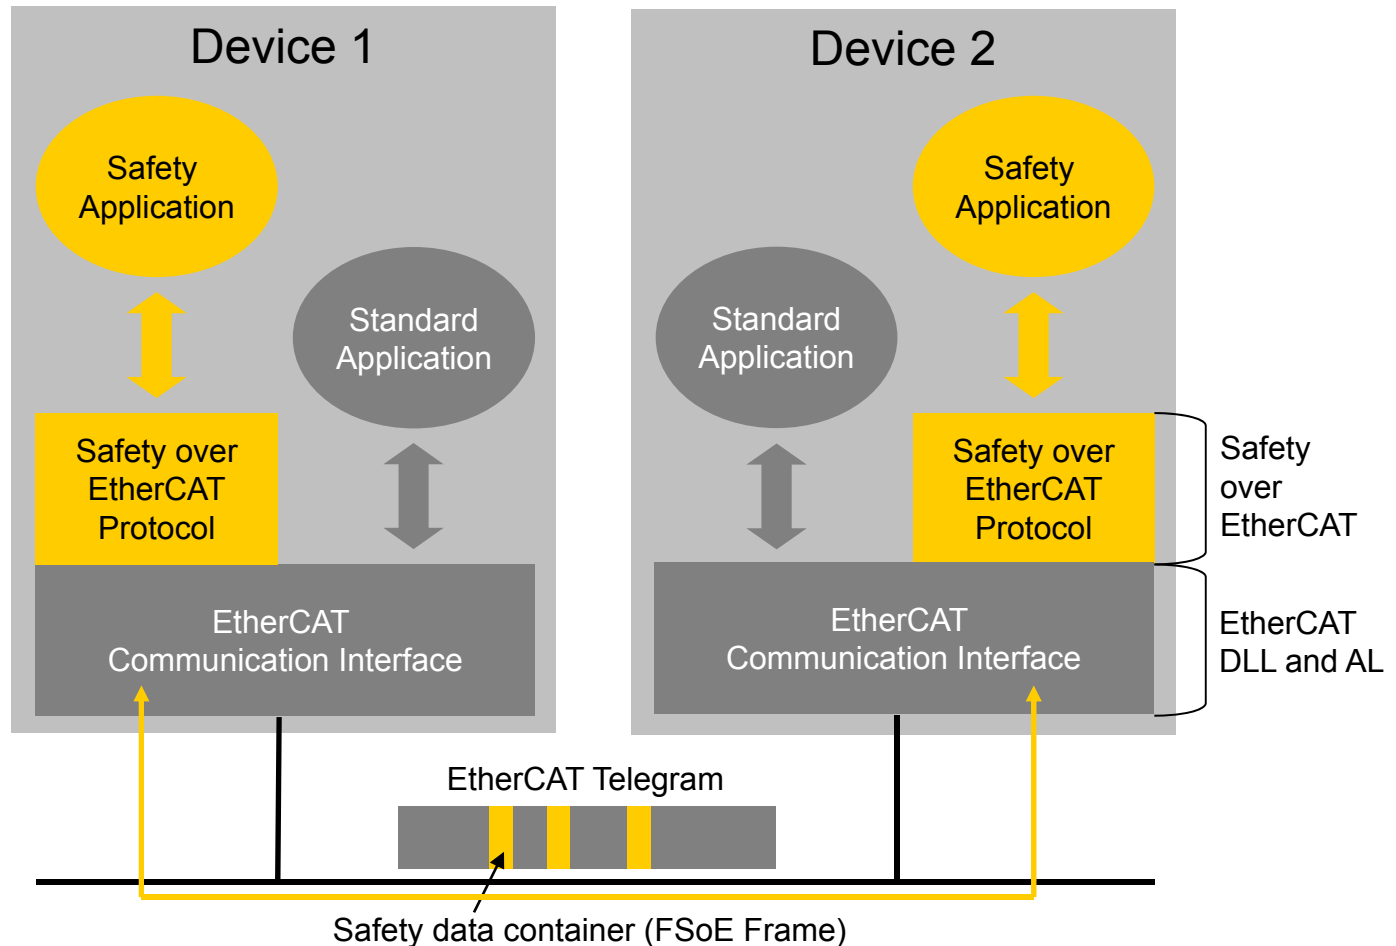 Device 1
Device 2
Safety
Application
Safety
Application
Standard
Application
Standard
Application
Safety over
EtherCAT
Protocol
Safety over
EtherCAT
Protocol
Safety
over
EtherCAT
EtherCAT
Communication Interface
EtherCAT
Communication Interface
EtherCAT
DLL and AL
EtherCAT Telegram
Safety data container (FSoE Frame)